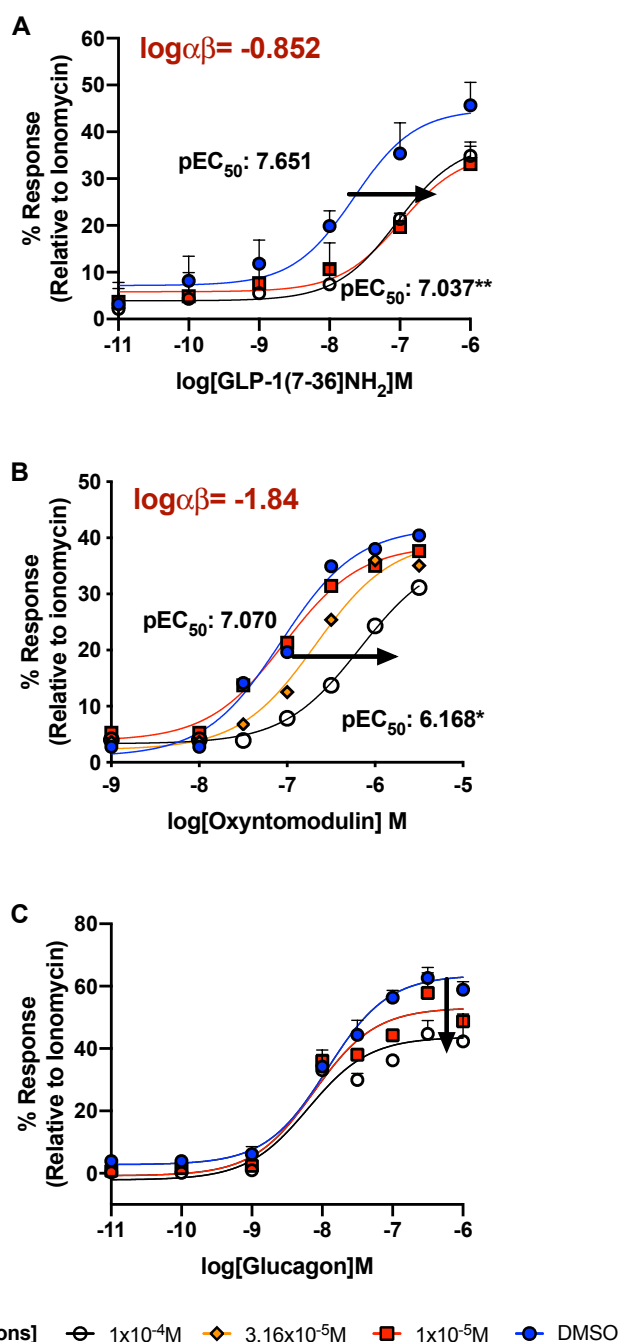 A
logαβ= -0.852
60
50
40
30
20
10
0
% Response
(Relative to Ionomycin)
pEC50: 7.651
pEC50: 7.037**
-11 -10 -9 -8 -7 -6
log[GLP-1(7-36]NH2]M
B
logαβ= -1.84
50
40
30
20
10
0
% Response
(Relative to ionomycin)
pEC50: 7.070
pEC50: 6.168*
-9 -8 -7 -6 -5
log[Oxyntomodulin] M
C
80
60
40
20
0
% Response
(Relative to Ionomycin)
-11 -10 -9 -8 -7 -6
log[Glucagon]M
ons] 1x10-4M 3.16x10-5M 1x10-5M DMSO